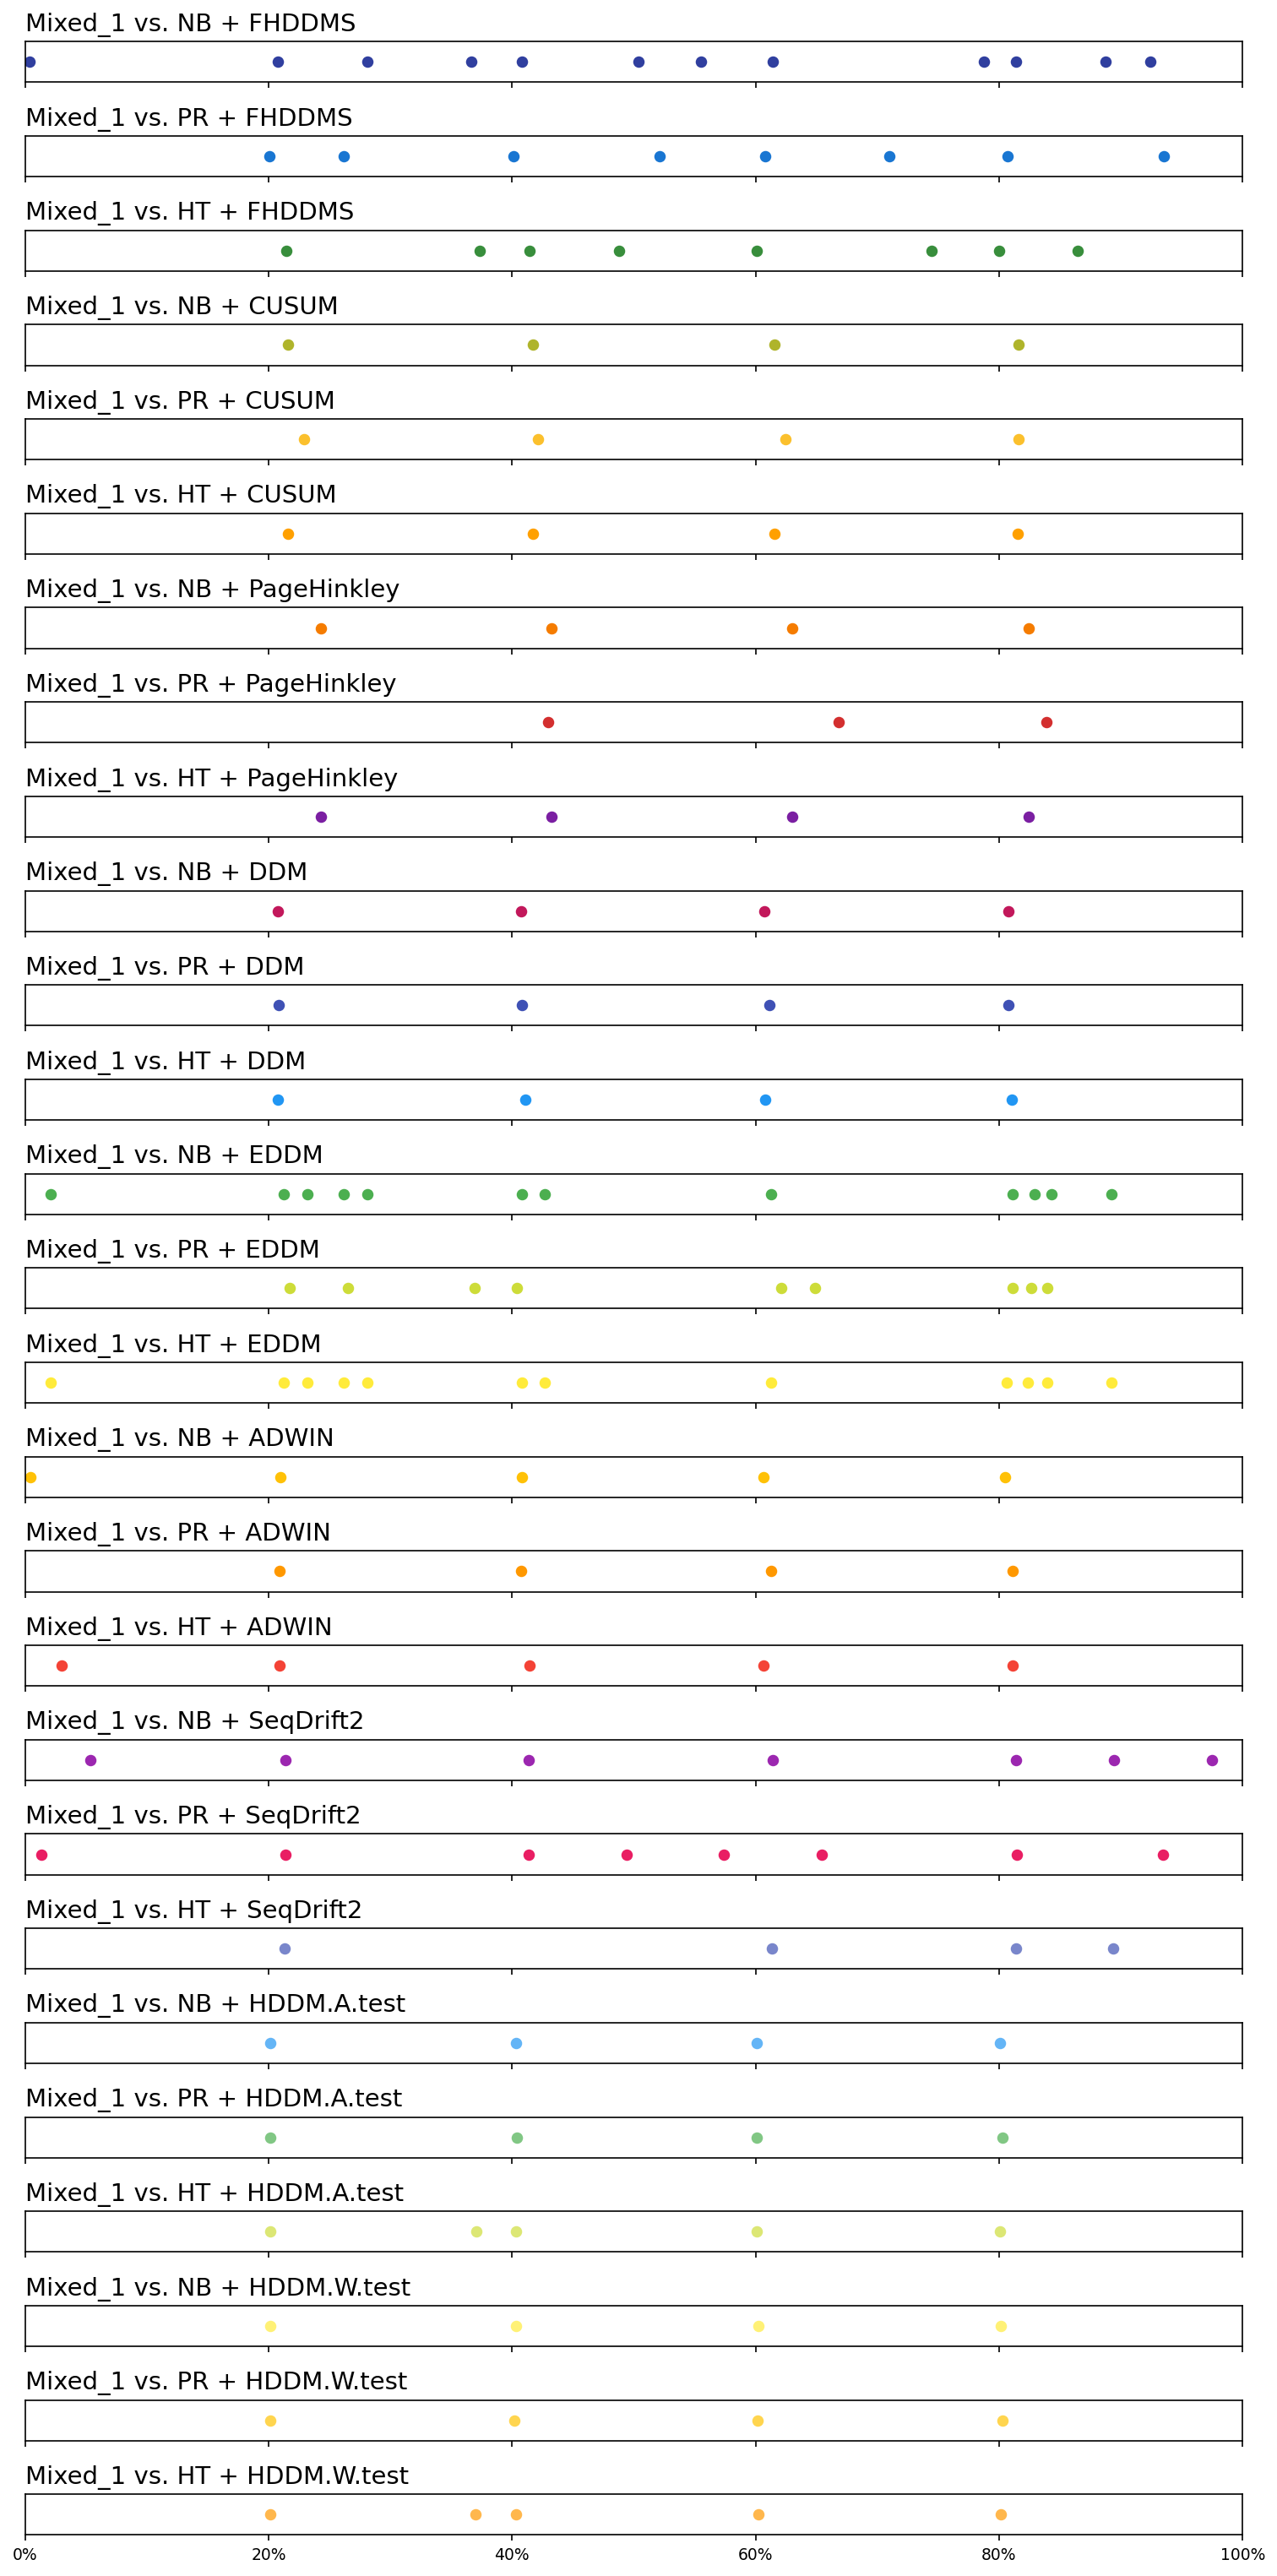 Mixed_1 vs. NB + FHDDMS
Mixed_1 vs. PR + FHDDMS
Mixed_1 vs. HT + FHDDMS
Mixed_1 vs. NB + CUSUM
Mixed_1 vs. PR + CUSUM
Mixed_1 vs. HT + CUSUM
Mixed_1 vs. NB + PageHinkley
Mixed_1 vs. PR + PageHinkley
Mixed_1 vs. HT + PageHinkley
Mixed_1 vs. NB + DDM
Mixed_1 vs. PR + DDM
Mixed_1 vs. HT + DDM
Mixed_1 vs. NB + EDDM
Mixed_1 vs. PR + EDDM
Mixed_1 vs. HT + EDDM
Mixed_1 vs. NB + ADWIN
Mixed_1 vs. PR + ADWIN
Mixed_1 vs. HT + ADWIN
Mixed_1 vs. NB + SeqDrift2
Mixed_1 vs. PR + SeqDrift2
Mixed_1 vs. HT + SeqDrift2
Mixed_1 vs. NB + HDDM.A.test
Mixed_1 vs. PR + HDDM.A.test
Mixed_1 vs. HT + HDDM.A.test
Mixed_1 vs. NB + HDDM.W.test
Mixed_1 vs. PR + HDDM.W.test
Mixed_1 vs. HT + HDDM.W.test
0% 20% 40% 60% 80% 100%